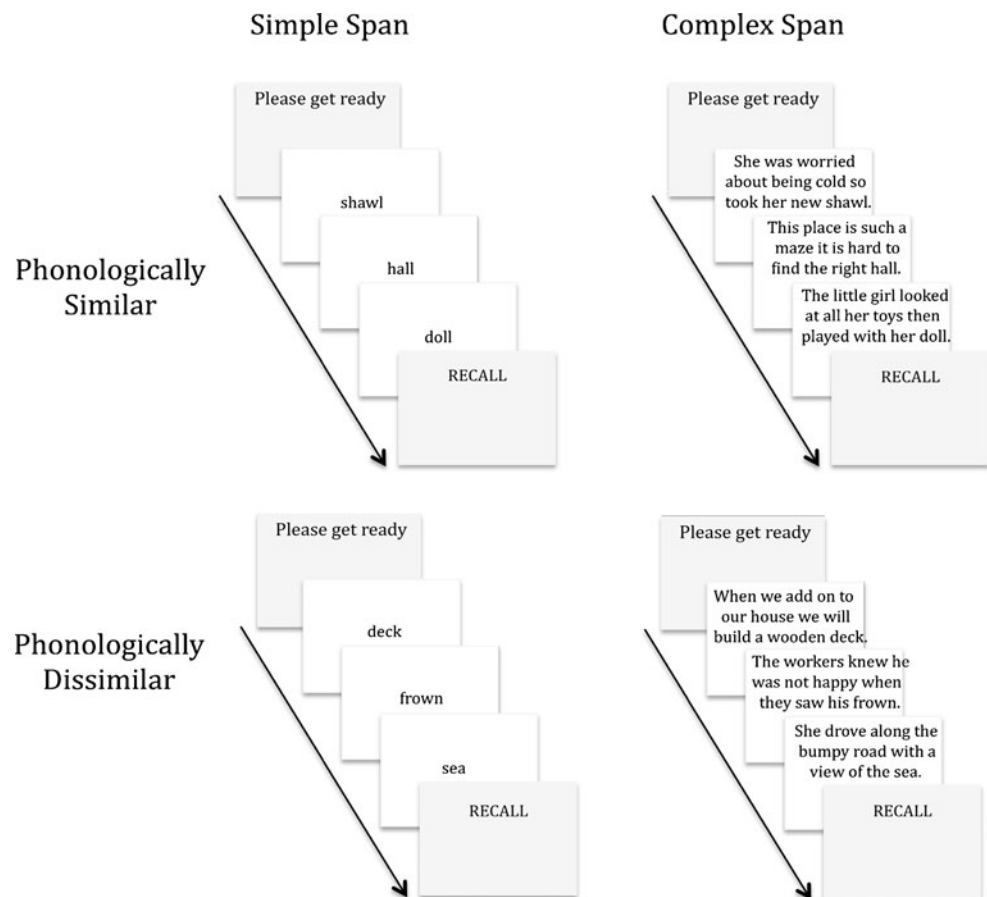 Simple Span
Complex Span
Phonologically
Similar
Please get ready
shawl
hall
doll
RECALL
Please get ready
She was worried
about being cold so
took her new shawl.
This place is such a
maze it is hard to
find the right hall.
The little girl looked
at all her toys then
played with her doll.
RECALL
Phonologically
Dissimilar
Please get ready
deck
frown
sea
RECALL
Please get ready
When we add on to
our house we will
build a wooden deck.
The workers knew he
was not happy when
they saw his frown.
She drove along the
bumpy road with a
view of the sea.
RECALL